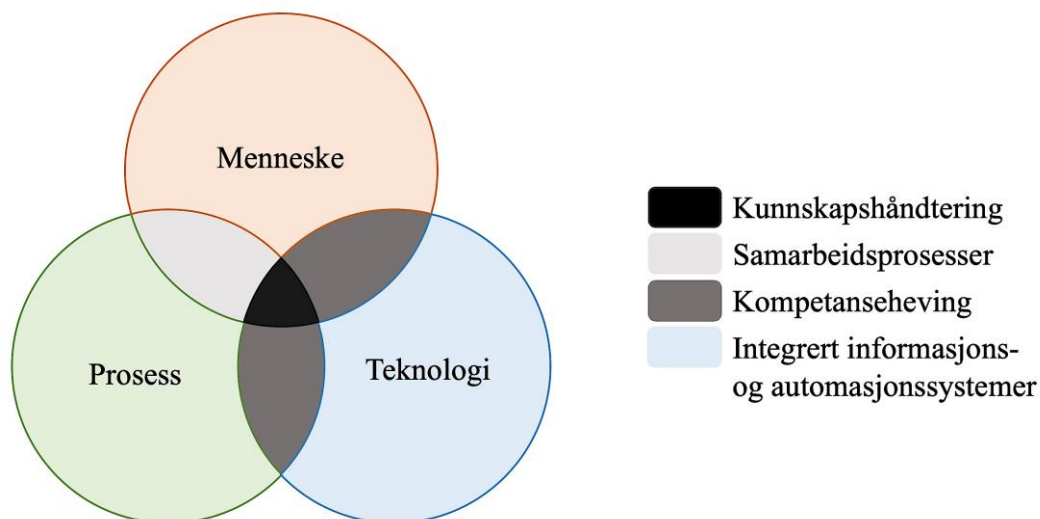 Menneske
Prosess
Teknologi
Kunnskapshåndtering
Samarbeidsprosesser
Kompetanseheving
Integrert informasjons-
og automasjonssystemer